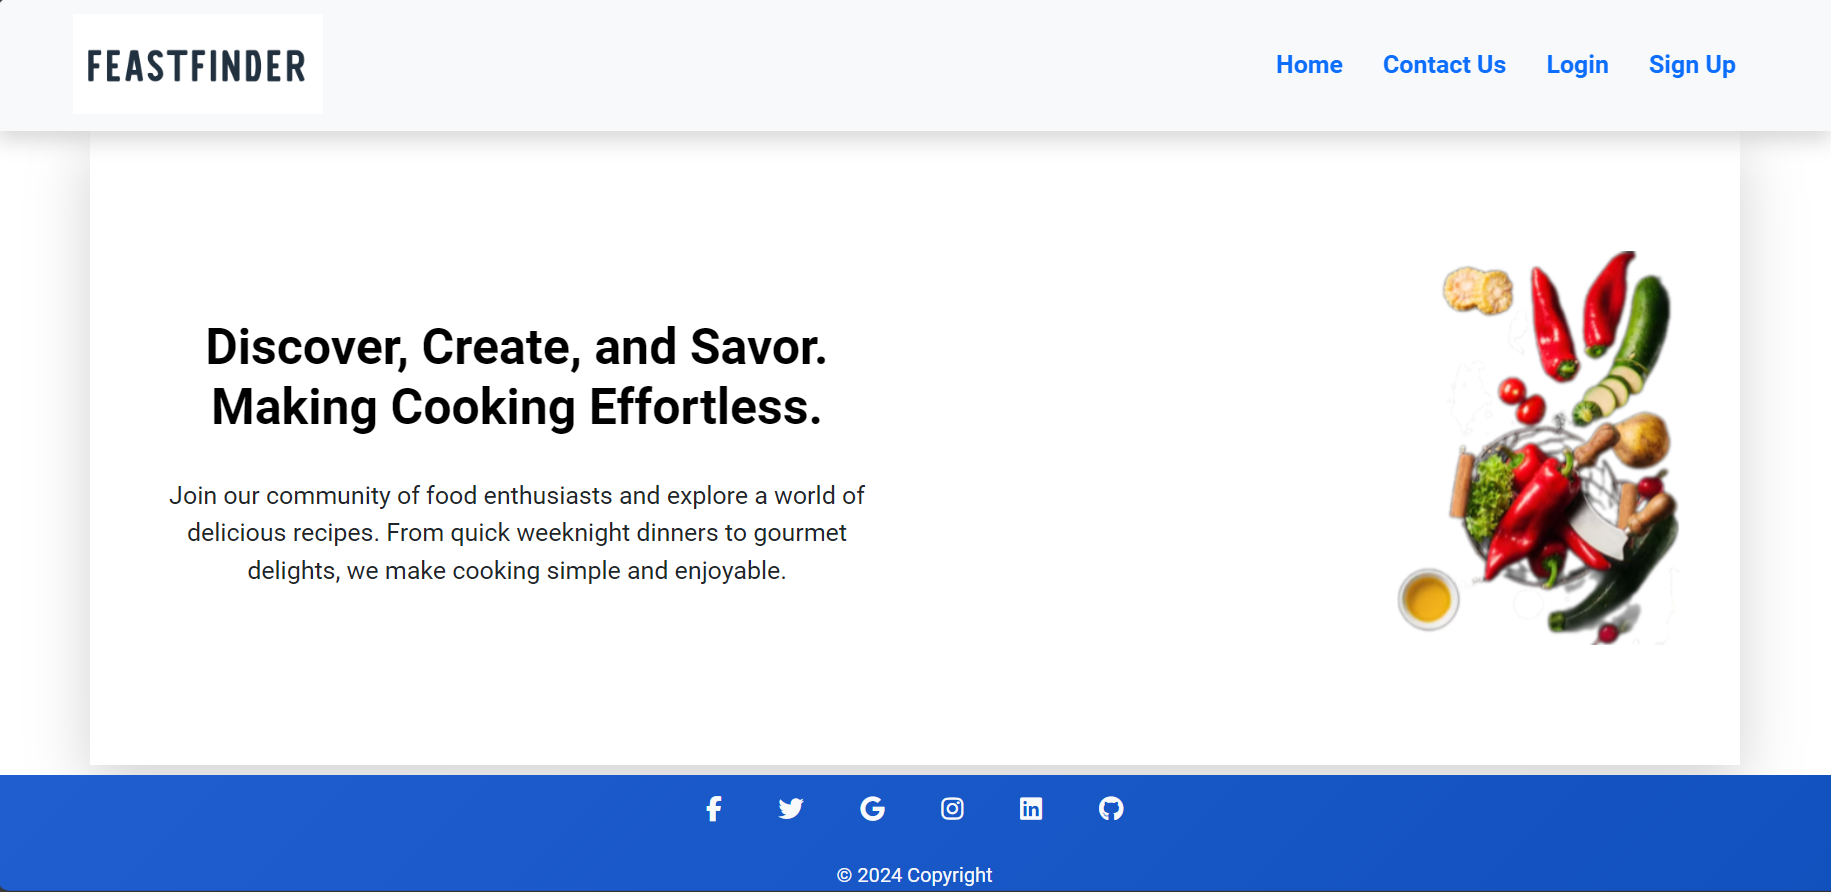 FEASTFINDER
Home Contact Us Login Sign Up
Discover, Create, and Savor.
Making Cooking Effortless.
Join our community of food enthusiasts and explore a world of
delicious recipes. From quick weeknight dinners to gourmet
delights, we make cooking simple and enjoyable.
© 2024 Copyright